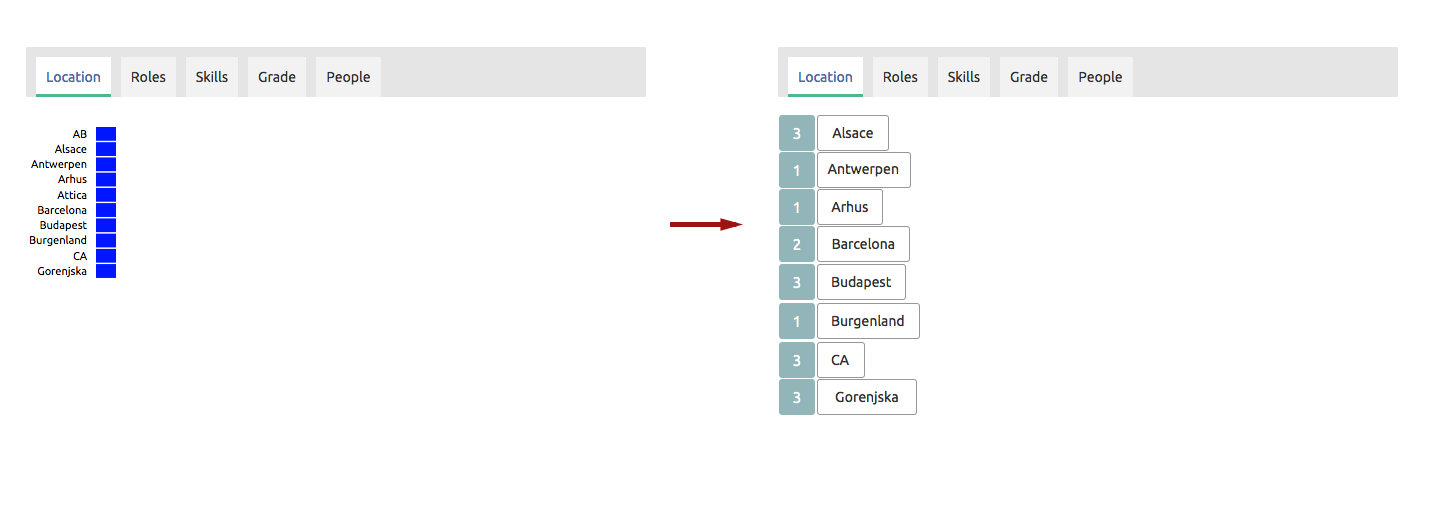 Location Roles Skills Grade People
AB
Alsace
Antwerpen
Arhus
Attica
Barcelona
Budapest
Burgenland
CA
Gorenjska
Location Roles Skills Grade People
3 Alsace
1 Antwerpen
1 Arhus
2 Barcelona
3 Budapest
1 Burgenland
3 CA
3 Gorenjska